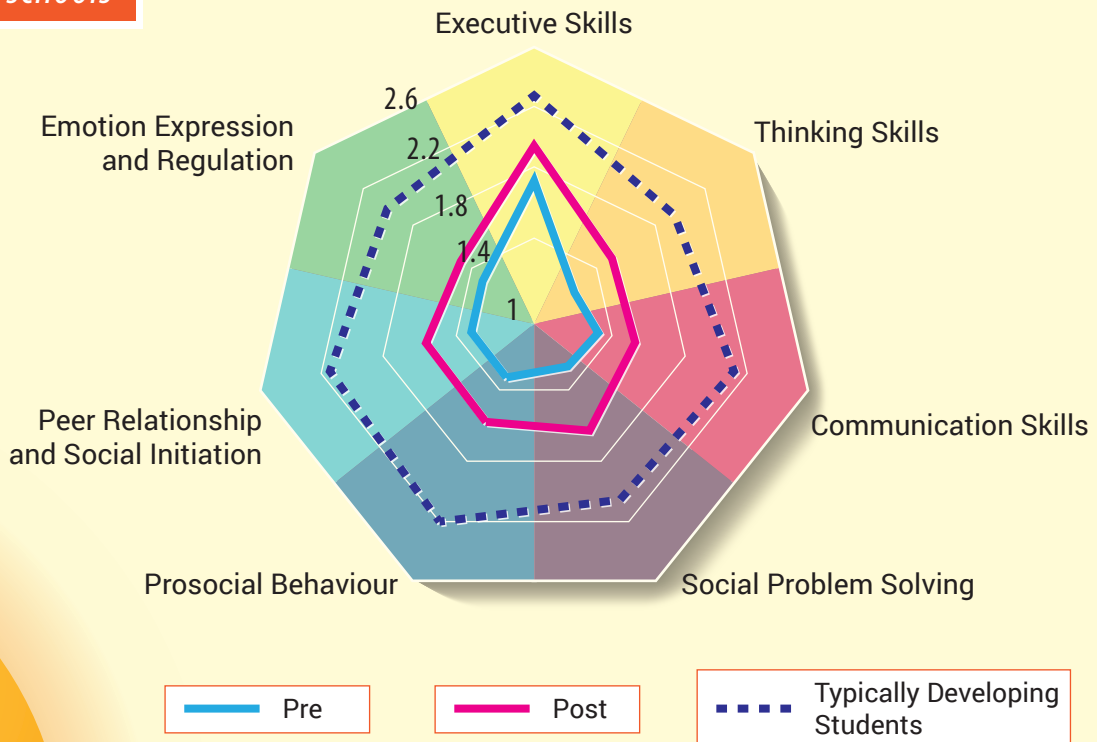 Executive Skills
2.6
2.2
1.8
1.4
1
Emotion Expression
and Regulation
Thinking Skills
Peer Relationship
and Social Initiation
Communication Skills
Prosocial Behaviour
Social Problem Solving
Pre
Post
Typically Developing
Students